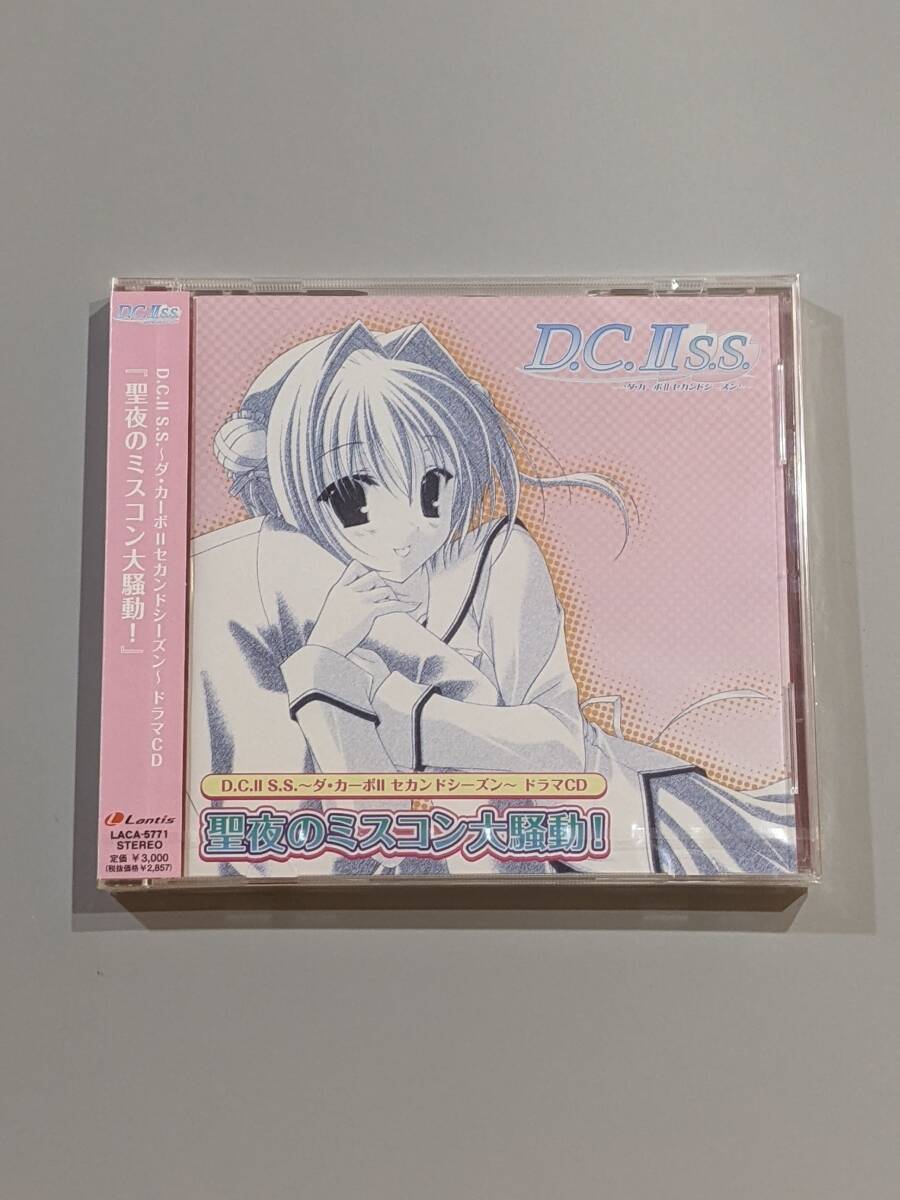 D.C.II S.S.
D.C.II S.S.~ダ・カーポII セカンドシーズン~ ドラマCD
『聖夜のミスコン大騒動!』
Lantis
LACA-5771
STEREO
定価 ¥3,000
(税抜価格¥2,857)
D.C.II S.S.
~ダ・カーポII セカンドシーズン~
D.C.II S.S.~ダ・カーポII セカンドシーズン~ ドラマCD
聖夜のミスコン大騒動!